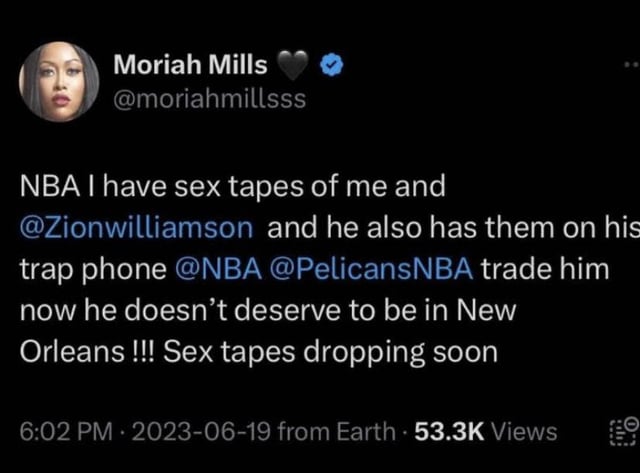 Moriah Mills 🖤
@moriahmillsss
NBA I have sex tapes of me and
@Zionwilliamson and he also has them on his
trap phone @NBA @PelicansNBA trade him
now he doesn't deserve to be in New
Orleans !!! Sex tapes dropping soon
6:02 PM · 2023-06-19 from Earth · 53.3K Views